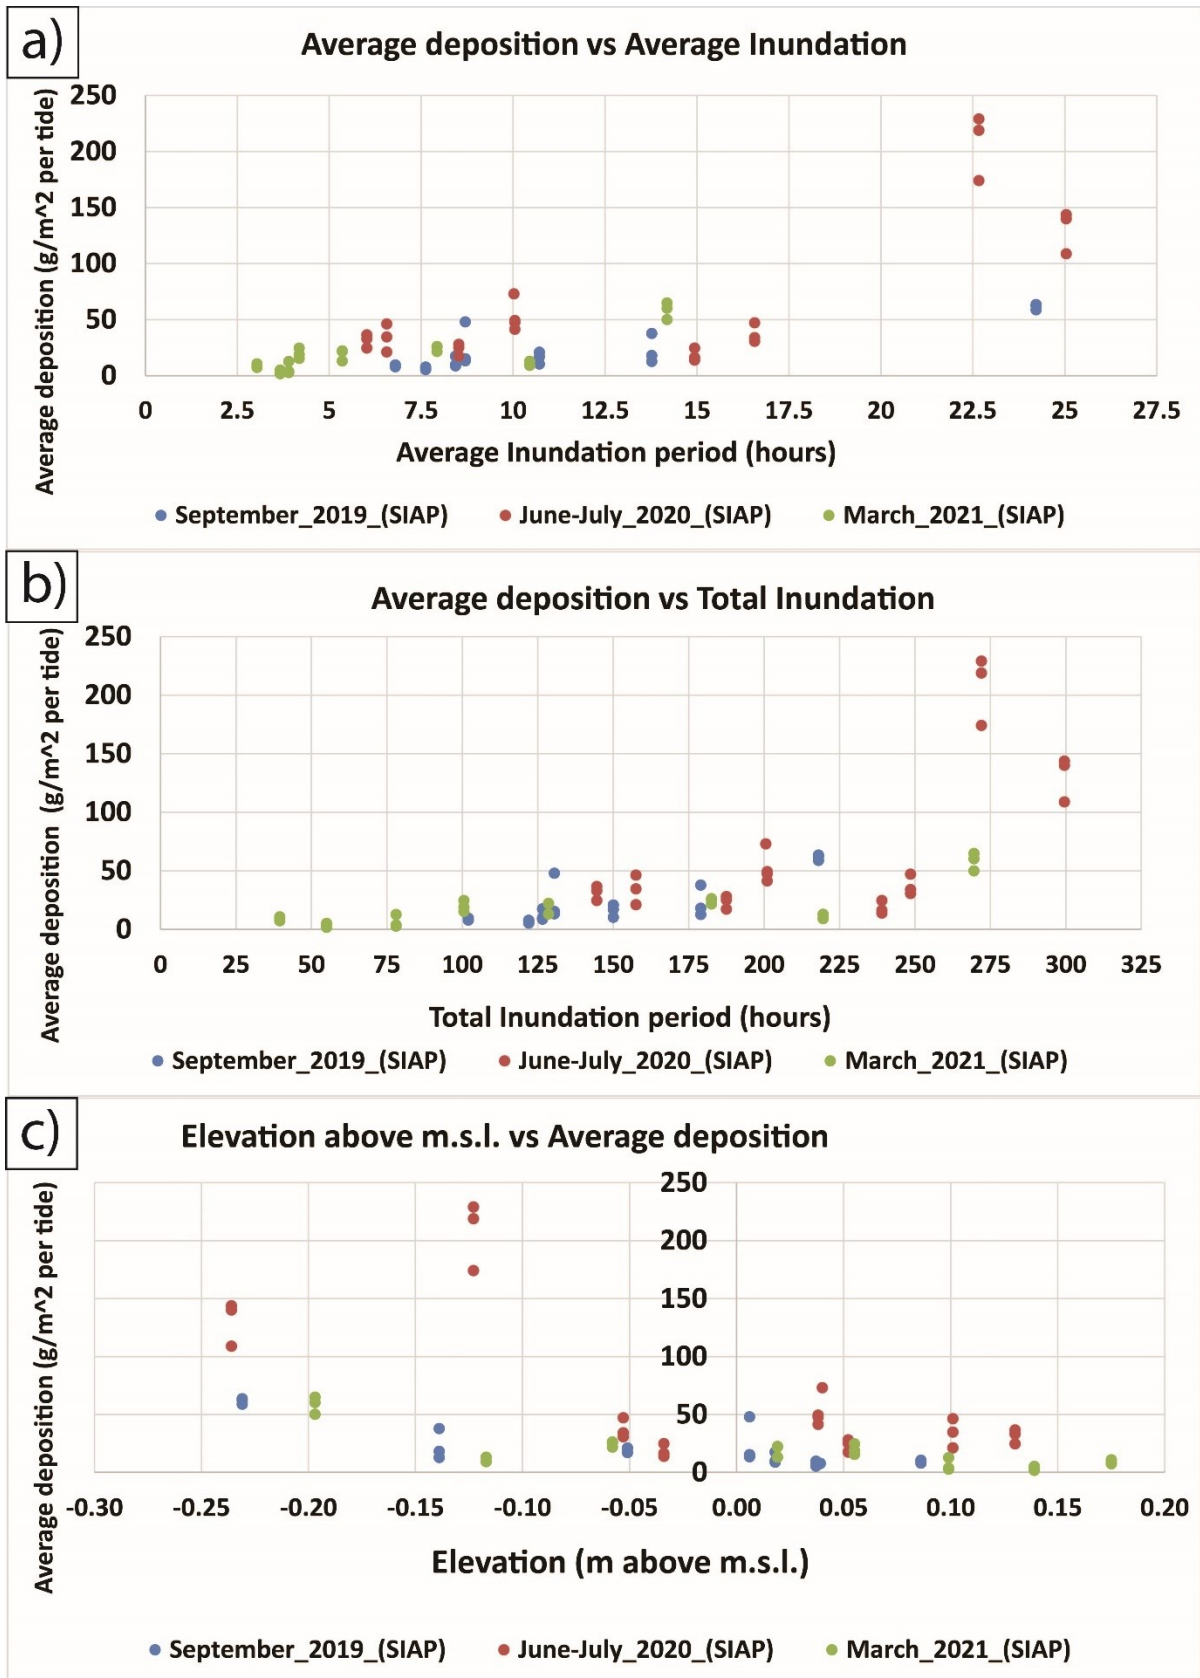 a)
Average deposition vs Average Inundation
Average deposition (g/m^2 per tide)
250
200
150
100
50
0
0 2.5 5 7.5 10 12.5 15 17.5 20 22.5 25 27.5
Average Inundation period (hours)
September_2019_(SIAP) June-July_2020_(SIAP) March_2021_(SIAP)
b)
Average deposition vs Total Inundation
Average deposition (g/m^2 per tide)
250
200
150
100
50
0
0 25 50 75 100 125 150 175 200 225 250 275 300 325
Total Inundation period (hours)
September_2019_(SIAP) June-July_2020_(SIAP) March_2021_(SIAP)
c)
Elevation above m.s.l. vs Average deposition
Average deposition (g/m^2 per tide)
250
200
150
100
50
0
-0.30 -0.25 -0.20 -0.15 -0.10 -0.05 0.00 0.05 0.10 0.15 0.20
Elevation (m above m.s.l.)
September_2019_(SIAP) June-July_2020_(SIAP) March_2021_(SIAP)